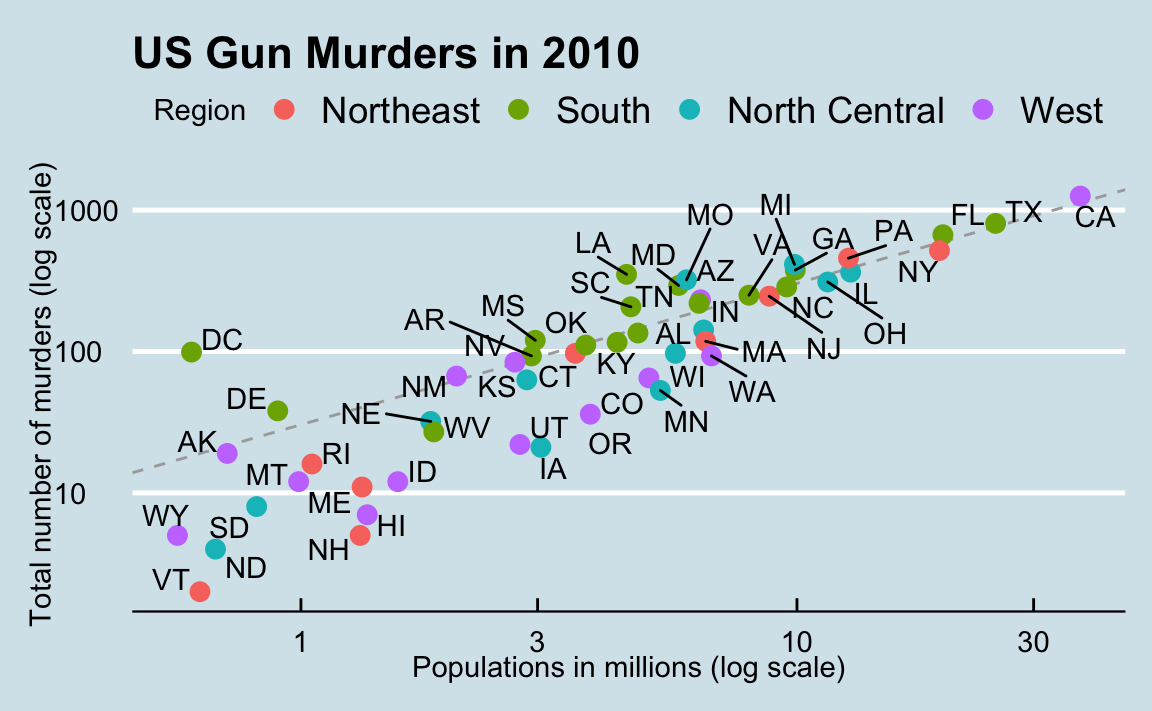 US Gun Murders in 2010
Region Northeast South North Central West
Total number of murders (log scale)
1000
100
10
MO
MI
FL
TX
CA
LA
MD
VA
GA
PA
NY
SC
TN
AZ
IN
NC
IL
OH
MS
AR
OK
AL
NJ
NV
KY
MA
DC
NM
KS
CT
WI
WA
DE
NE
WV
UT
CO
MN
OR
AK
RI
IA
MT
ID
ME
WY
SD
HI
NH
ND
VT
1 3 10 30
Populations in millions (log scale)